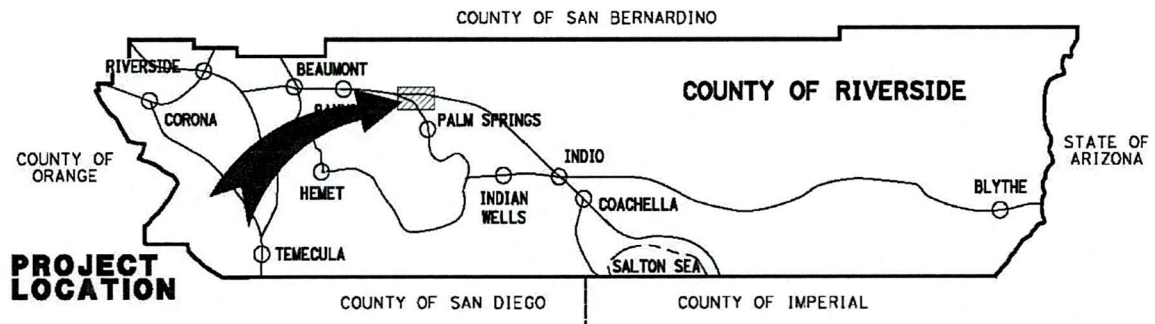 COUNTY OF SAN BERNARDINO
RIVERSIDE
BEAUMONT
COUNTY OF RIVERSIDE
CORONA
PALM SPRINGS
STATE OF
ARIZONA
COUNTY OF
ORANGE
INDIO
HEMET
INDIAN
WELLS
BLYTHE
COACHELLA
TEMECULA
PROJECT
LOCATION
SALTON SEA
COUNTY OF SAN DIEGO
COUNTY OF IMPERIAL